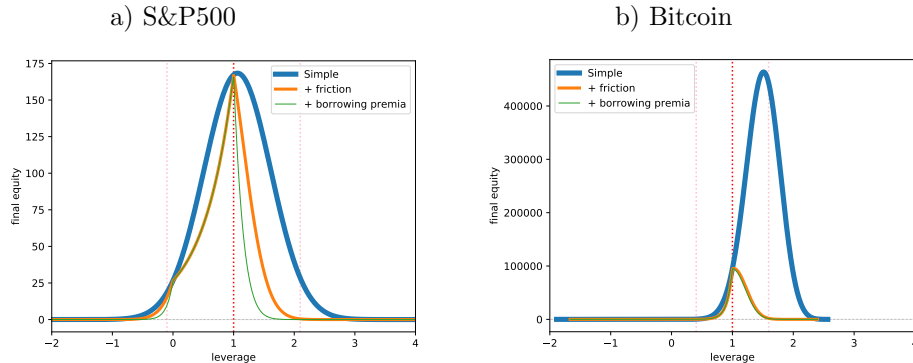 a) S&P500
b) Bitcoin
175
150
125
100
75
50
25
0
final equity
Simple
+ friction
+ borrowing premia
−2 −1 0 1 2 3 4
leverage
400000
300000
200000
100000
0
final equity
Simple
+ friction
+ borrowing premia
−2 −1 0 1 2 3 4
leverage